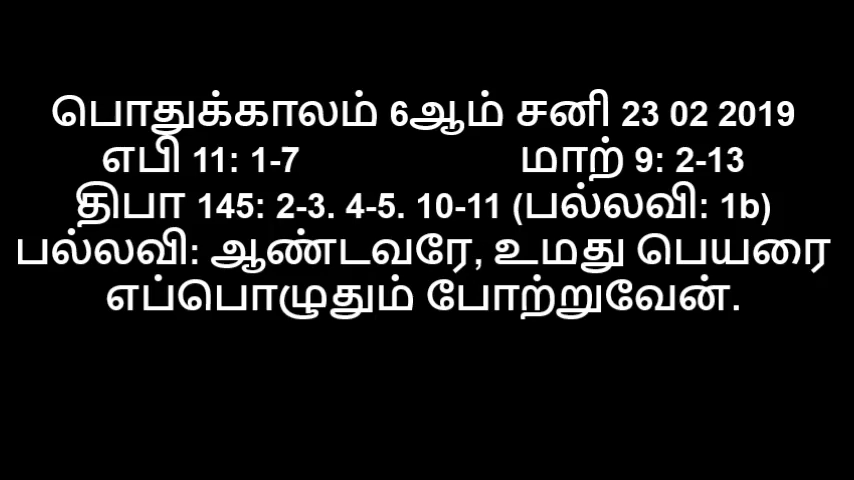 பொதுக்காலம் 6ஆம் சனி 23 02 2019
எபி 11: 1-7 மாற் 9: 2-13
திபா 145: 2-3. 4-5. 10-11 (பல்லவி: 1b)
பல்லவி: ஆண்டவரே, உமது பெயரை
எப்பொழுதும் போற்றுவேன்.